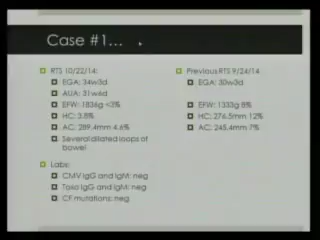 Case #1...
RTS 10/22/14:
EGA: 34w3d
AUA: 31w6d
EFW: 1836g <3%
HC: 3.8%
AC: 289.4mm 4.6%
Several dilated loops of
bowel
Labs:
CMV IgG and IgM: neg
Toxo IgG and IgM: neg
CF mutations: neg
Previous RTS 9/24/14
EGA: 30w3d
EFW: 1333g 8%
HC: 276.5mm 12%
AC: 245.4mm 7%